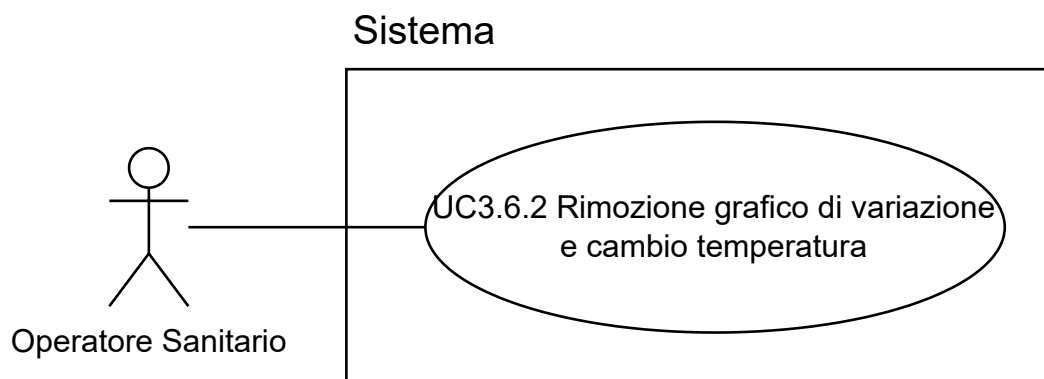 Sistema
UC3.6.2 Rimozione grafico di variazione
e cambio temperatura
Operatore Sanitario